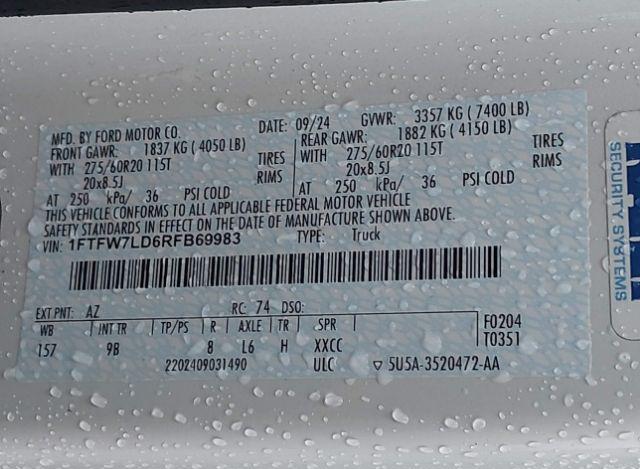 MFD. BY FORD MOTOR CO. DATE: 09/24 GVWR: 3357 KG ( 7400 LB)
FRONT GAWR: 1837 KG ( 4050 LB) REAR GAWR: 1882 KG ( 4150 LB)
WITH 275/60R20 115T TIRES WITH 275/60R20 115T TIRES
20x8.5J RIMS 20x8.5J RIMS
AT 250 kPa/ 36 PSI COLD AT 250 kPa/ 36 PSI COLD
THIS VEHICLE CONFORMS TO ALL APPLICABLE FEDERAL MOTOR VEHICLE
SAFETY STANDARDS IN EFFECT ON THE DATE OF MANUFACTURE SHOWN ABOVE.
VIN: 1FTFW7LD6RFB69983 TYPE: Truck
EXT PNT: AZ RC: 74 DSO:
WB INT TR TP/PS R AXLE TR SPR F0204
157 9B 8 L6 H XXCC T0351
2202409031490 ULC ▽ 5U5A-3520472-AA
SECURITY SYSTEMS